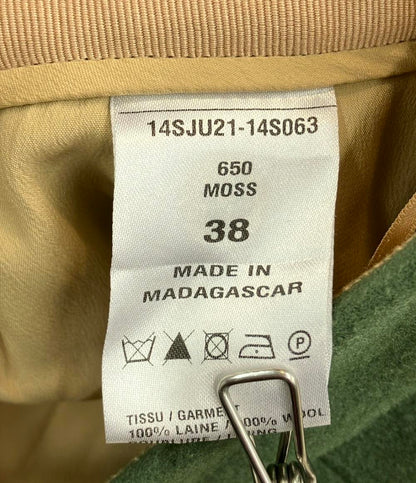 14SJU21-14S063
650
MOSS
38
MADE IN
MADAGASCAR
P
TISSU / GARMENT
100% LAINE / 100% WOOL